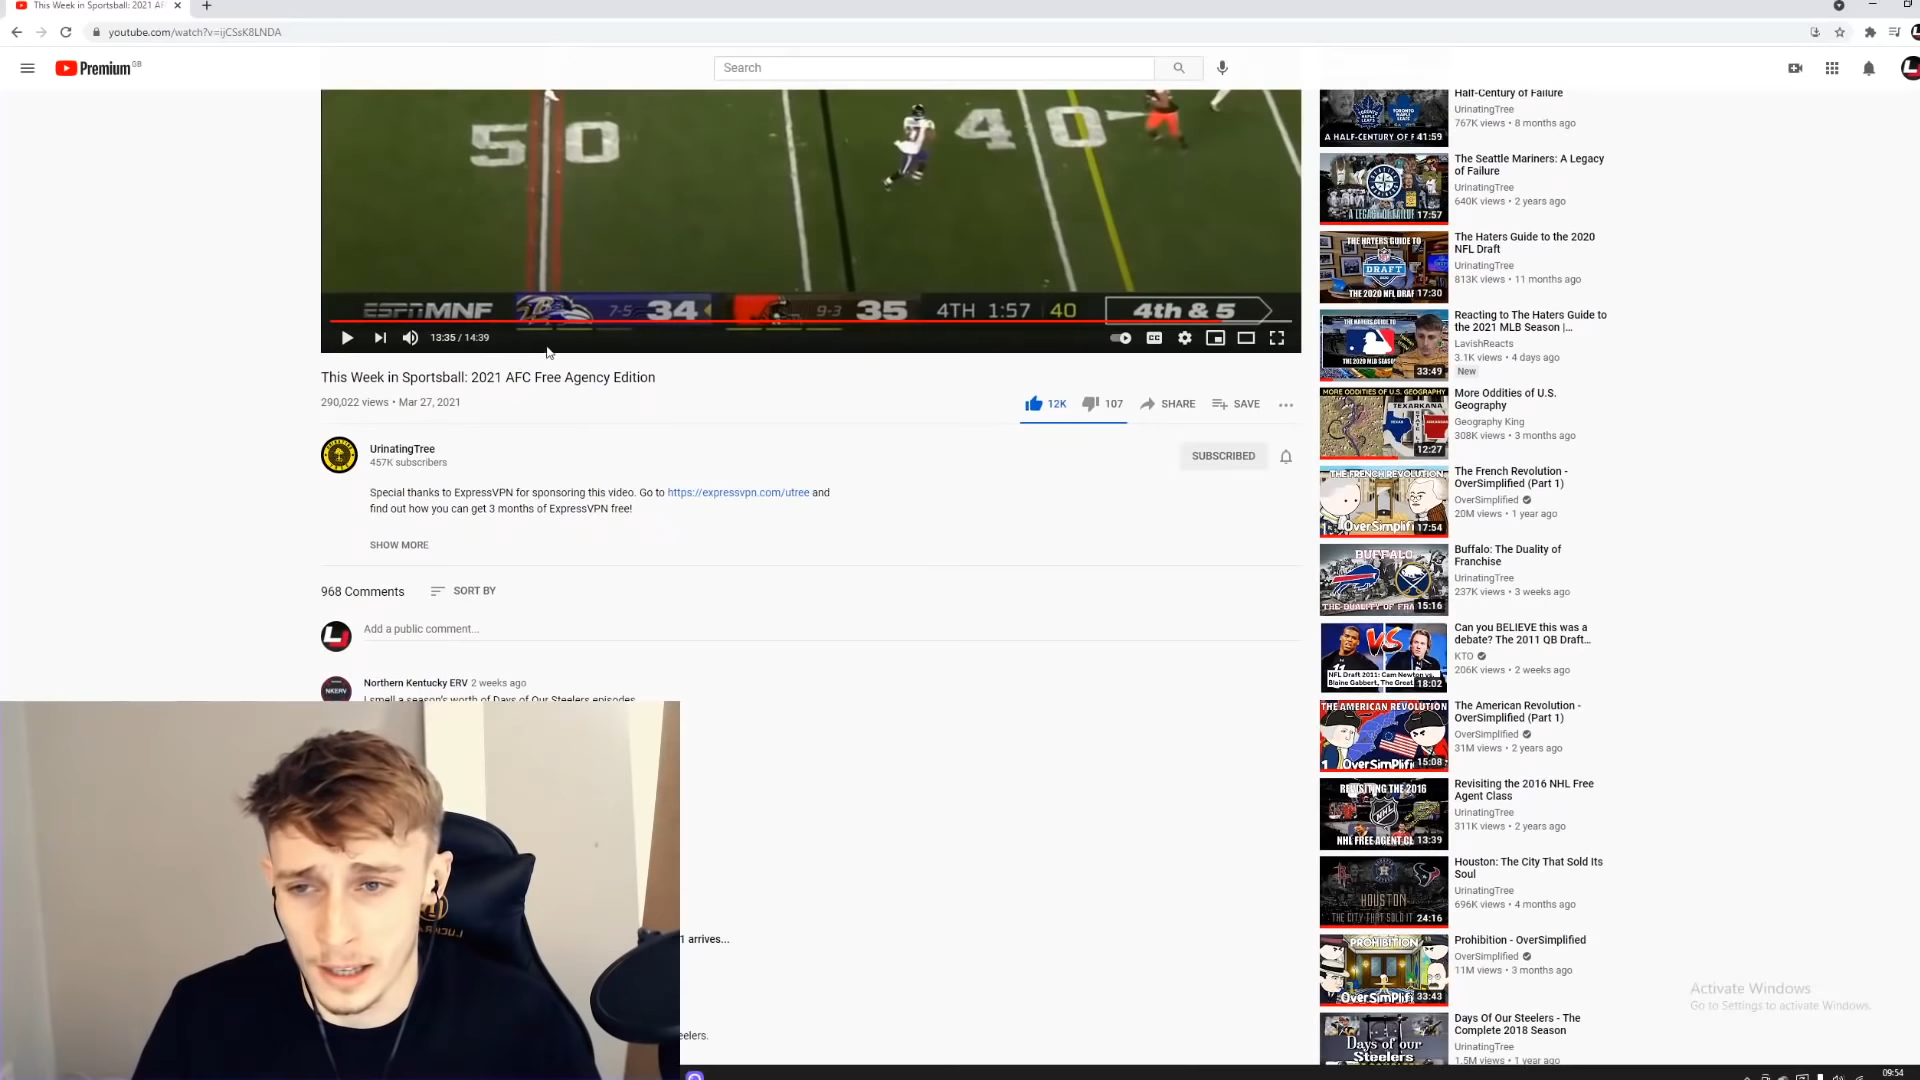 This Week in Sportsball: 2021 AF
youtube.com/watch?v=ijCSsK8LNDA
Premium GB
Search
50
40
ESPN MNF 7-5 34 9-3 35 4TH 1:57 40 4th & 5
13:35 / 14:39
This Week in Sportsball: 2021 AFC Free Agency Edition
290,022 views • Mar 27, 2021
12K 107 SHARE SAVE
UrinatingTree
457K subscribers
SUBSCRIBED
Special thanks to ExpressVPN for sponsoring this video. Go to https://expressvpn.com/utree and
find out how you can get 3 months of ExpressVPN free!
SHOW MORE
968 Comments SORT BY
Add a public comment...
Northern Kentucky ERV 2 weeks ago
NKERV
I smell a season's worth of Days of Our Steelers episodes
1 arrives...
eelers.
Half-Century of Failure
UrinatingTree
767K views • 8 months ago
A HALF-CENTURY OF F 41:59
The Seattle Mariners: A Legacy
of Failure
UrinatingTree
640K views • 2 years ago
A LEGACY OF FAILUR 17:57
The Haters Guide to the 2020
NFL Draft
UrinatingTree
813K views • 11 months ago
THE HATERS GUIDE TO
DRAFT
THE 2020 NFL DRAF 17:30
Reacting to The Haters Guide to
the 2021 MLB Season |...
LavishReacts
3.1K views • 4 days ago
New
THE HATERS GUIDE TO
THE 2020 MLB SEASO 33:49
More Oddities of U.S.
Geography
Geography King
308K views • 3 months ago
MORE ODDITIES OF U.S. GEOGRAPHY
TEXARKANA
12:27
The French Revolution -
OverSimplified (Part 1)
OverSimplified
20M views • 1 year ago
THE FRENCH REVOLUTION
OverSimplifi 17:54
Buffalo: The Duality of
Franchise
UrinatingTree
237K views • 3 weeks ago
BUFFALO
THE DUALITY OF FRA 15:16
Can you BELIEVE this was a
debate? The 2011 QB Draft...
KTO
206K views • 2 weeks ago
VS
NFL Draft 2011: Cam Newton vs.
Blaine Gabbert, The Great 18:02
The American Revolution -
OverSimplified (Part 1)
OverSimplified
31M views • 2 years ago
THE AMERICAN REVOLUTION
OverSimplifi 15:08
Revisiting the 2016 NHL Free
Agent Class
UrinatingTree
311K views • 2 years ago
REVISITING THE 2016
NHL FREE AGENT CL 13:39
Houston: The City That Sold Its
Soul
UrinatingTree
696K views • 4 months ago
HOUSTON
THE CITY THAT SOLD IT 24:16
Prohibition - OverSimplified
OverSimplified
11M views • 3 months ago
PROHIBITION
OverSimplifi 33:43
Days Of Our Steelers - The
Complete 2018 Season
UrinatingTree
1.5M views • 1 year ago
Days of our
Steelers
Activate Windows
Go to Settings to activate Windows.
09:54